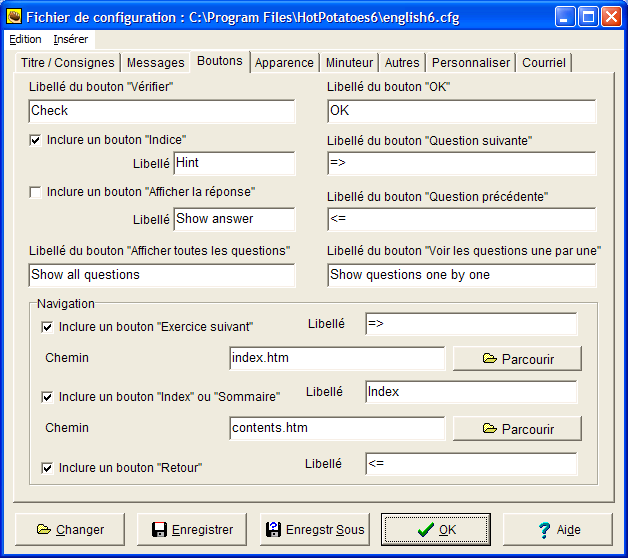 Fichier de configuration : C:\Program Files\HotPotatoes6\english6.cfg
Edition Insérer
Titre / Consignes Messages Boutons Apparence Minuteur Autres Personnaliser Courriel
Libellé du bouton "Vérifier" Libellé du bouton "OK"
Check OK
Inclure un bouton "Indice" Libellé du bouton "Question suivante"
Libellé Hint =>
Inclure un bouton "Afficher la réponse" Libellé du bouton "Question précédente"
Libellé Show answer <=
Libellé du bouton "Afficher toutes les questions" Libellé du bouton "Voir les questions une par une"
Show all questions Show questions one by one
Navigation
Inclure un bouton "Exercice suivant" Libellé =>
Chemin index.htm Parcourir
Inclure un bouton "Index" ou "Sommaire" Libellé Index
Chemin contents.htm Parcourir
Inclure un bouton "Retour" Libellé <=
Changer Enregistrer Enregstr Sous OK Aide